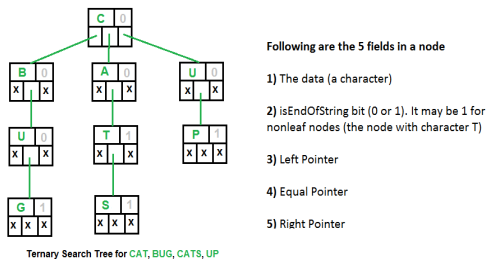 C 0
B 0 A 0 U 0
X X X X X X
U 0 T 1 P 1
X X X X X X X
G 1 S 1
X X X X X X
Ternary Search Tree for CAT, BUG, CATS, UP
Following are the 5 fields in a node
1) The data (a character)
2) isEndOfString bit (0 or 1). It may be 1 for
nonleaf nodes (the node with character T)
3) Left Pointer
4) Equal Pointer
5) Right Pointer